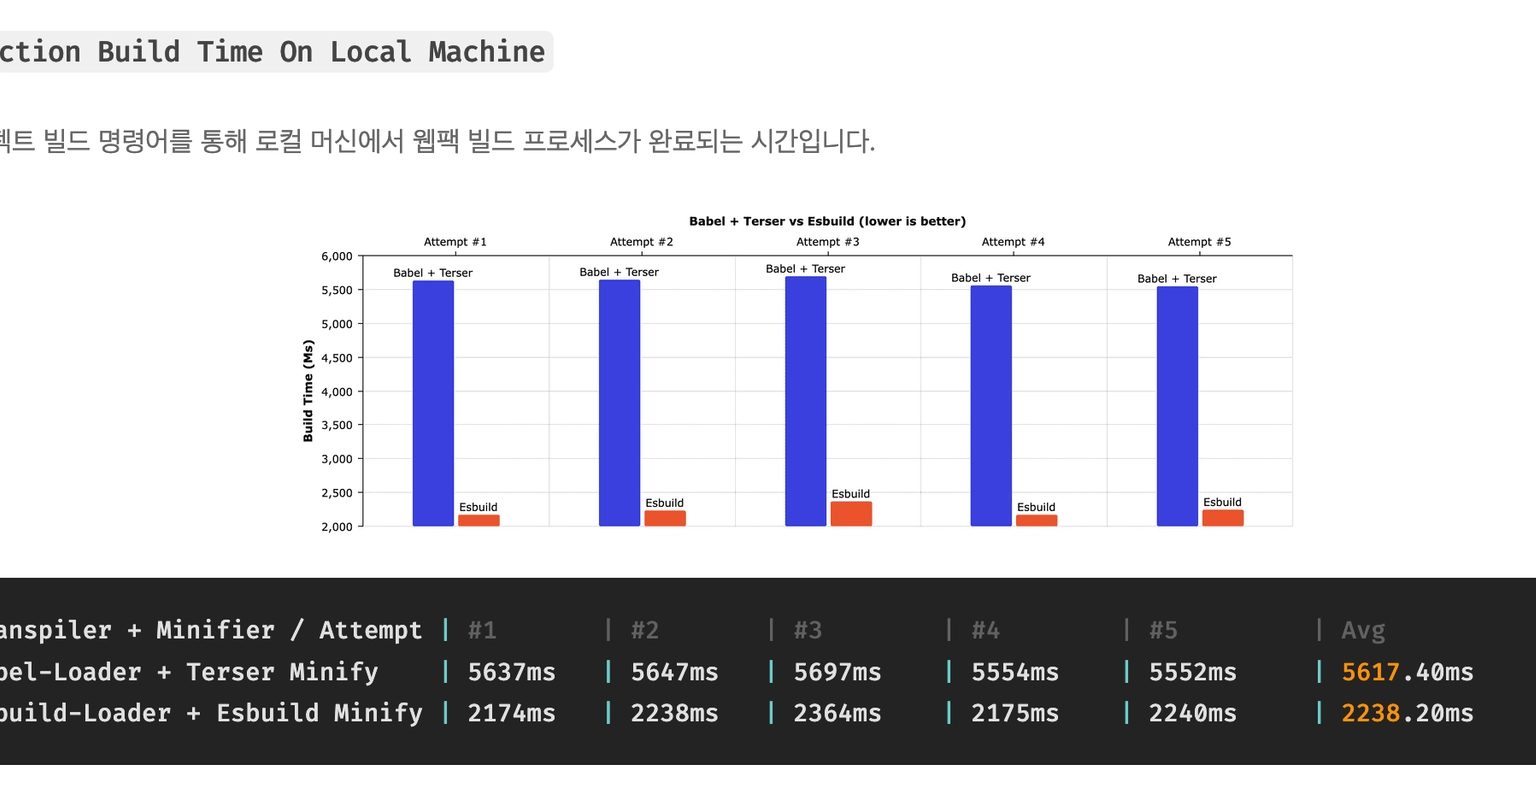 ction Build Time On Local Machine
젝트 빌드 명령어를 통해 로컬 머신에서 웹팩 빌드 프로세스가 완료되는 시간입니다.
Babel + Terser vs Esbuild (lower is better)
Attempt #1 Attempt #2 Attempt #3 Attempt #4 Attempt #5
6,000
Babel + Terser Babel + Terser Babel + Terser Babel + Terser Babel + Terser
5,500
5,000
4,500
4,000
3,500
3,000
2,500
2,000
Build Time (Ms)
Esbuild Esbuild Esbuild Esbuild Esbuild
anspiler + Minifier / Attempt | #1 | #2 | #3 | #4 | #5 | Avg
bel-Loader + Terser Minify | 5637ms | 5647ms | 5697ms | 5554ms | 5552ms | 5617.40ms
build-Loader + Esbuild Minify | 2174ms | 2238ms | 2364ms | 2175ms | 2240ms | 2238.20ms